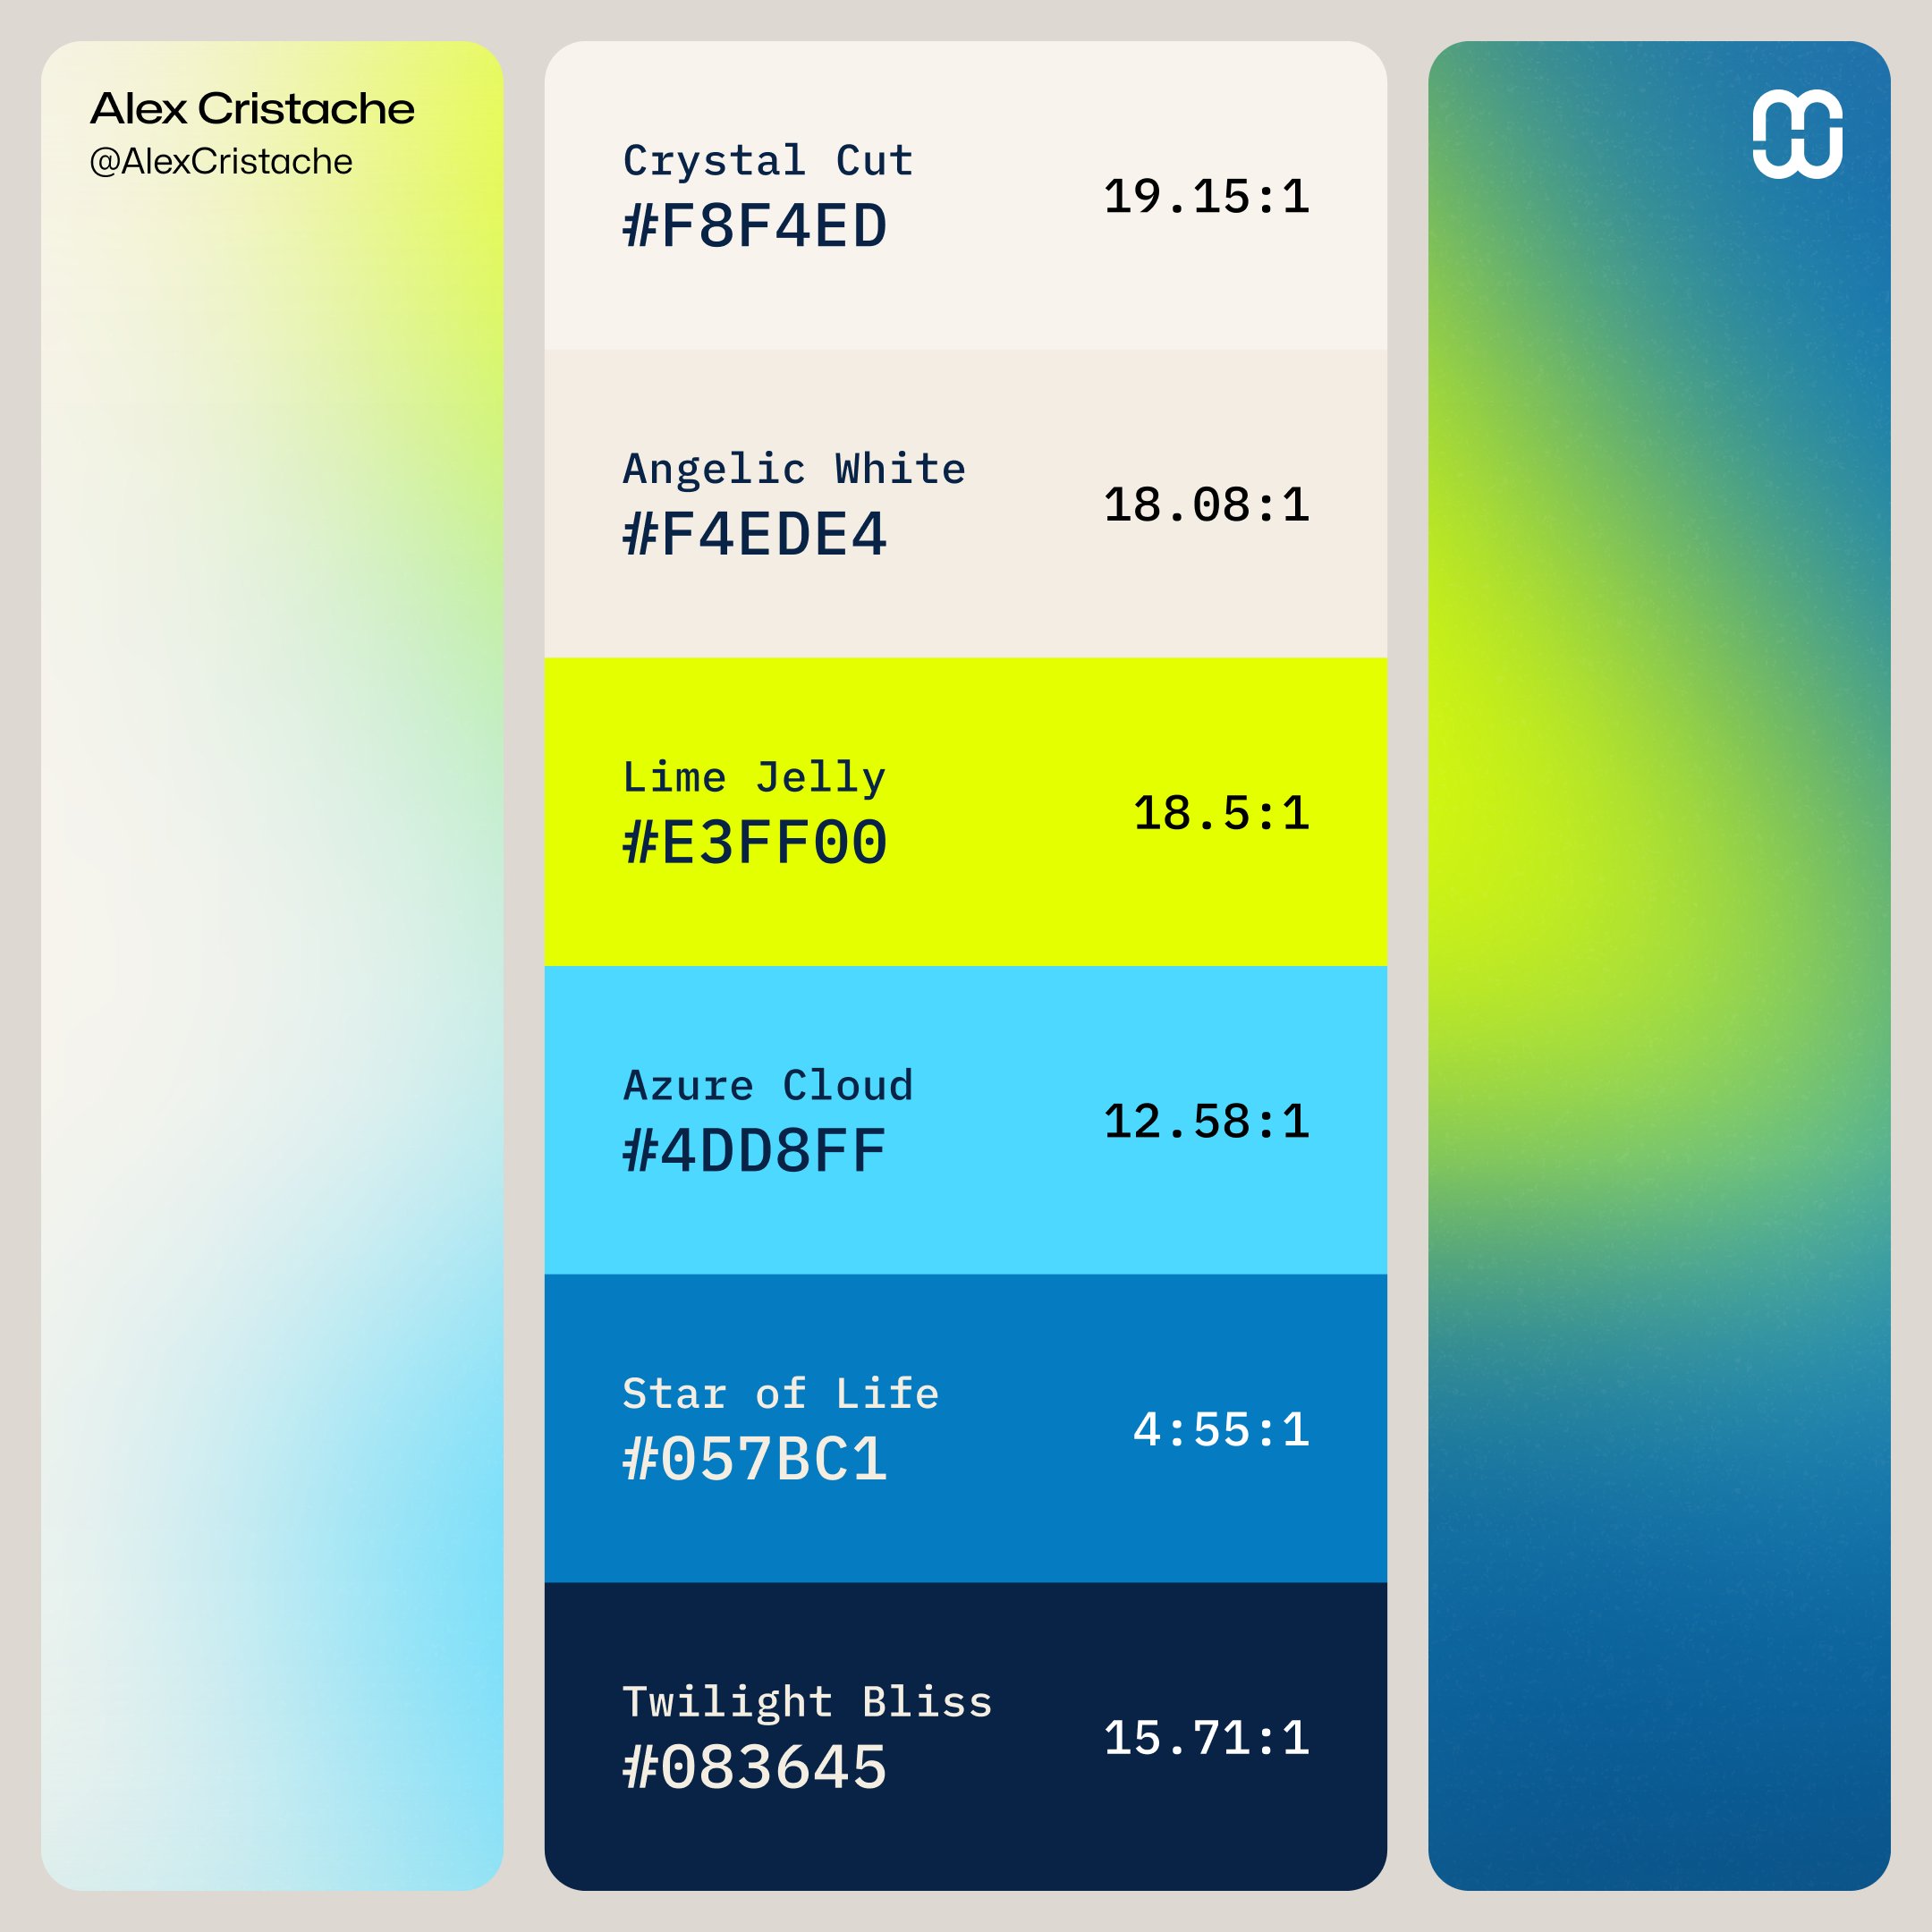 Alex Cristache
@AlexCristache
Crystal Cut
#F8F4ED
19.15:1
Angelic White
#F4EDE4
18.08:1
Lime Jelly
#E3FF00
18.5:1
Azure Cloud
#4DD8FF
12.58:1
Star of Life
#057BC1
4:55:1
Twilight Bliss
#083645
15.71:1